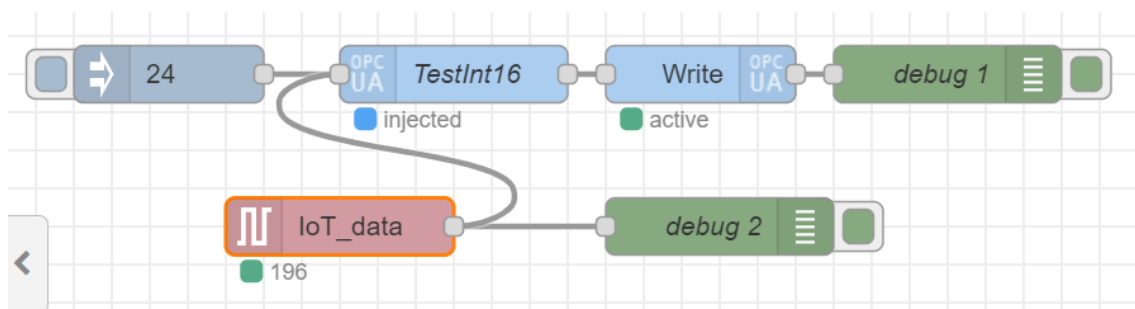 24
OPC
UA
TestInt16
Write
OPC
UA
debug 1
injected
active
IoT_data
debug 2
196